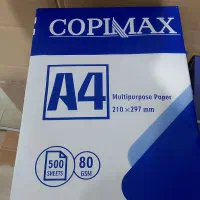 COPIMAX
A4
Multipurpose Paper
210 × 297 mm
500
SHEETS
80
GSM